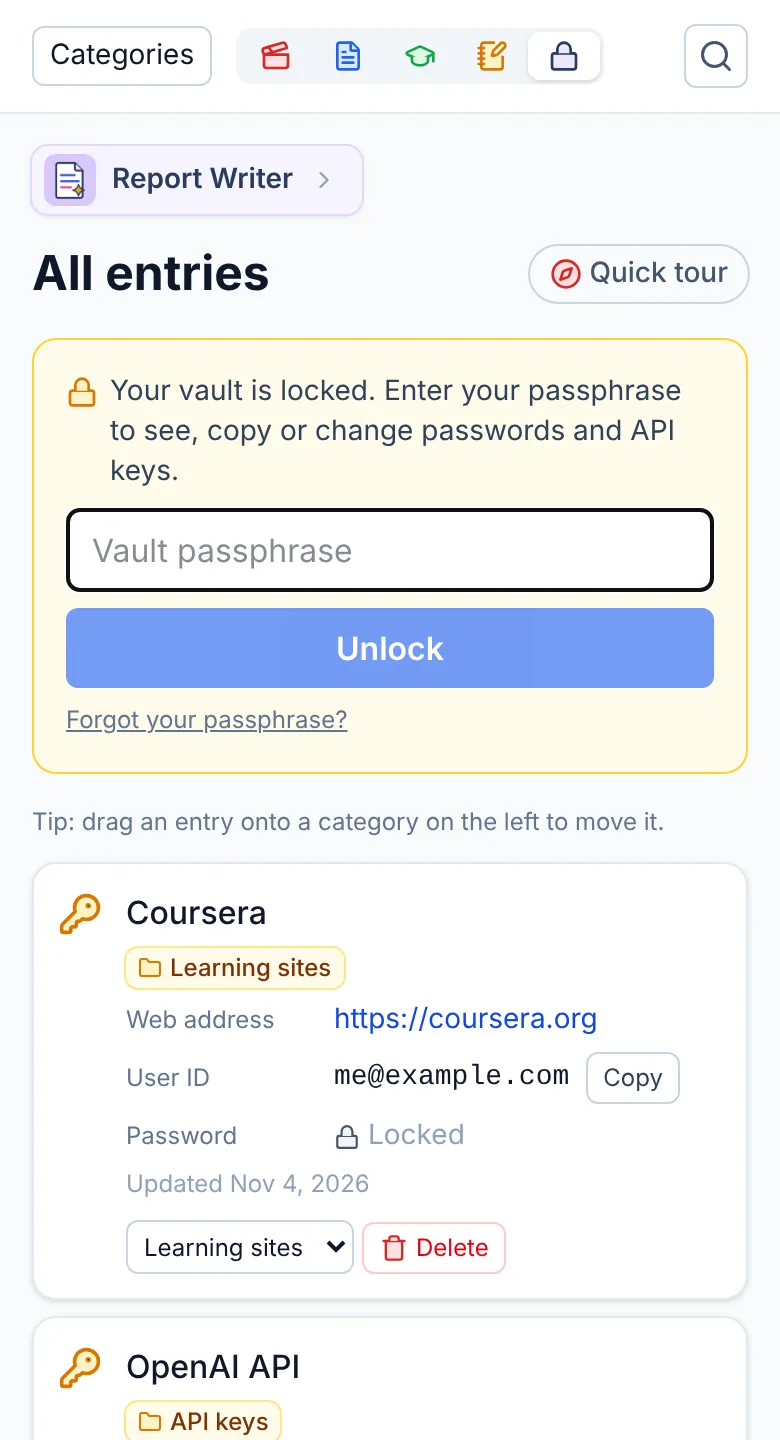 Categories
Report Writer
All entries
Quick tour
Your vault is locked. Enter your passphrase
to see, copy or change passwords and API
keys.
Vault passphrase
Unlock
Forgot your passphrase?
Tip: drag an entry onto a category on the left to move it.
Coursera
Learning sites
Web address https://coursera.org
User ID me@example.com Copy
Password Locked
Updated Nov 4, 2026
Learning sites Delete
OpenAI API
API keys